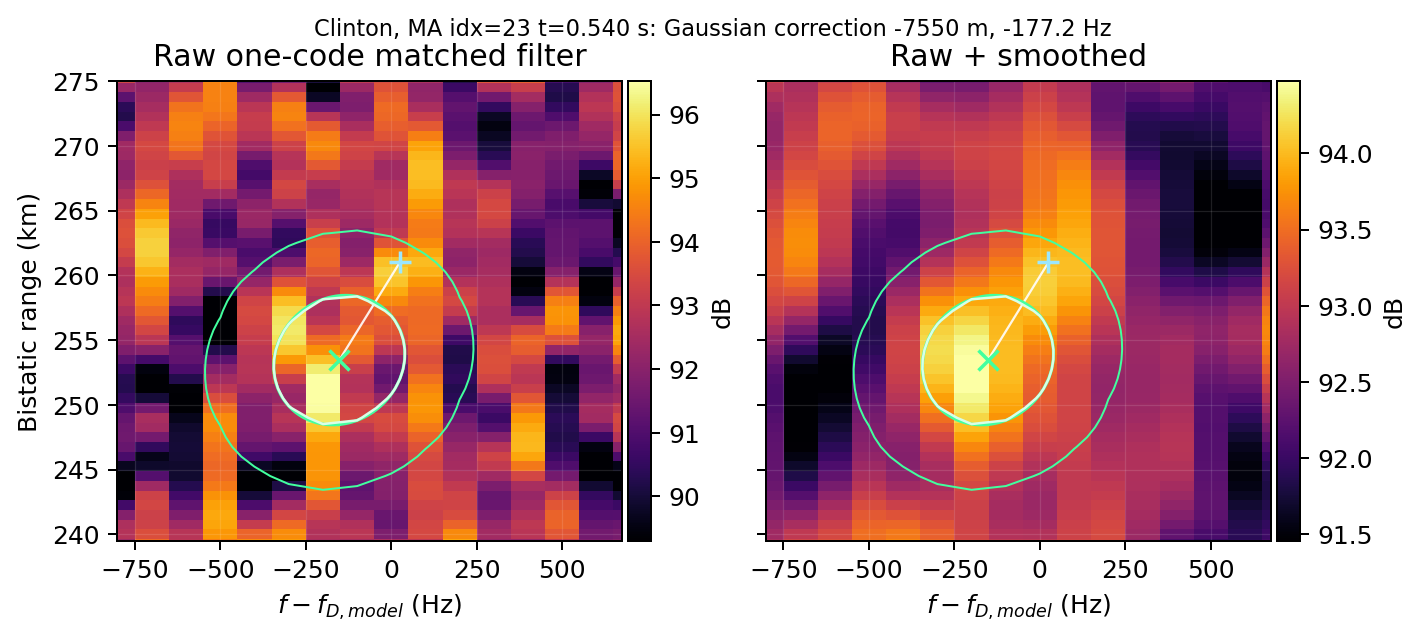 Clinton, MA idx=23 t=0.540 s: Gaussian correction -7550 m, -177.2 Hz
Raw one-code matched filter
Raw + smoothed
275
270
265
260
255
250
245
240
Bistatic range (km)
−750 −500 −250 0 250 500
f − f_{D, model} (Hz)
96
95
94
93
92
91
90
dB
−750 −500 −250 0 250 500
f − f_{D, model} (Hz)
94.0
93.5
93.0
92.5
92.0
91.5
dB